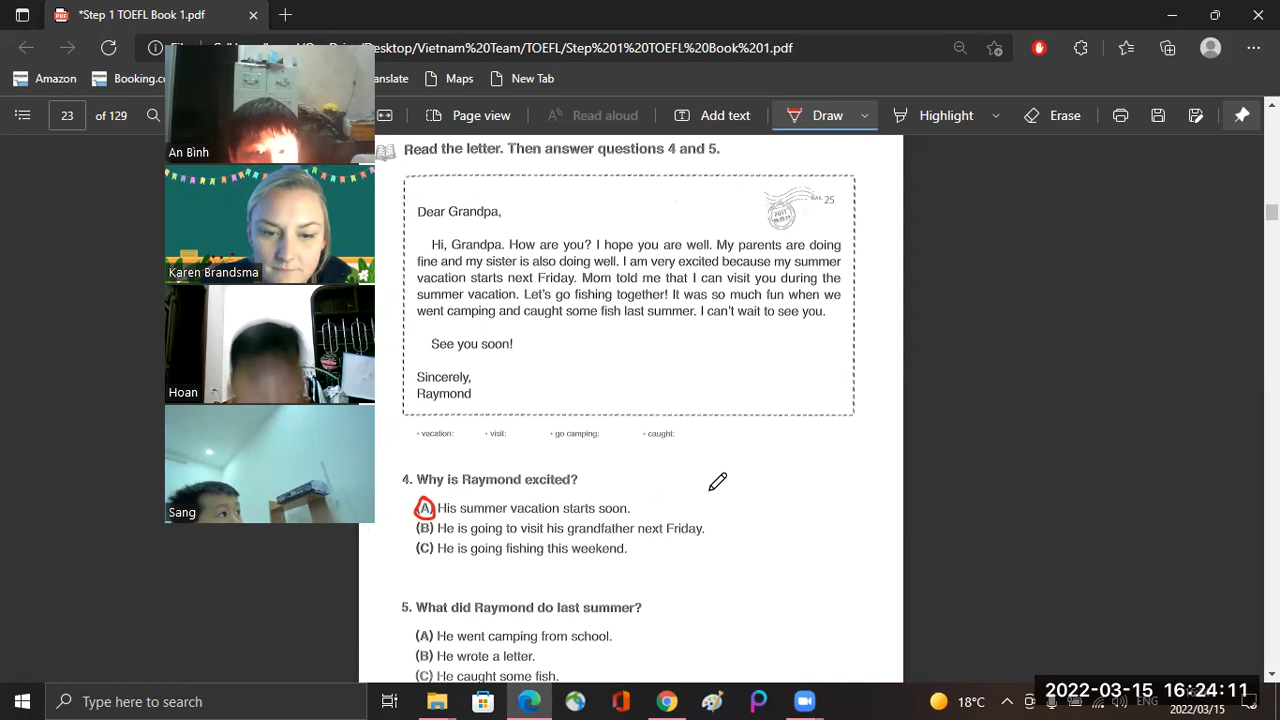 *Step 1 TOEFL Book 1.pdf
Desktop/Vietnam%20Team/TOEFL/Step%201%20TOEFL%20Book%201.pdf
Amazon
Booking.c
anslate
Maps
New Tab
23 of 129
Page view
Read aloud
Add text
Draw
Highlight
Erase
An Bình
Karen Brandsma
Hoan
Sang
Read the letter. Then answer questions 4 and 5.
25
Dear Grandpa,
Hi, Grandpa. How are you? I hope you are well. My parents are doing
fine and my sister is also doing well. I am very excited because my summer
vacation starts next Friday. Mom told me that I can visit you during the
summer vacation. Let's go fishing together! It was so much fun when we
went camping and caught some fish last summer. I can't wait to see you.
See you soon!
Sincerely,
Raymond
• vacation: • visit: • go camping: • caught:
4. Why is Raymond excited?
(A) His summer vacation starts soon.
(B) He is going to visit his grandfather next Friday.
(C) He is going fishing this weekend.
5. What did Raymond do last summer?
(A) He went camping from school.
(B) He wrote a letter.
(C) He caught some fish.
Type here to search
18°C
ENG
2022-03-15 16:24:11
2022/03/15